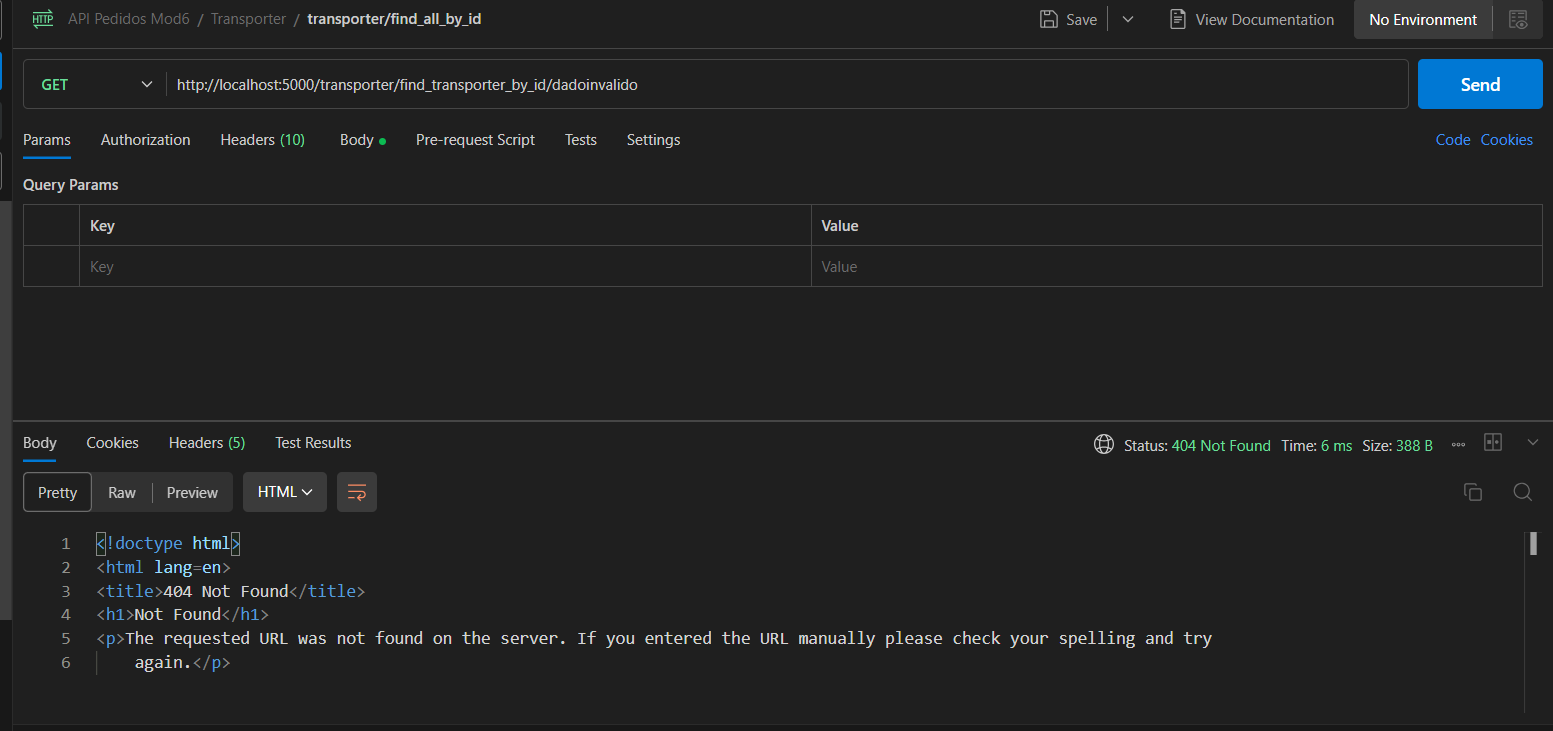 HTTP API Pedidos Mod6 / Transporter / transporter/find_all_by_id Save View Documentation No Environment
GET http://localhost:5000/transporter/find_transporter_by_id/dadoinvalido Send
Params Authorization Headers (10) Body Pre-request Script Tests Settings Code Cookies
Query Params
Key Value
Key Value
Body Cookies Headers (5) Test Results Status: 404 Not Found Time: 6 ms Size: 388 B
Pretty Raw Preview HTML
1 <!doctype html>
2 <html lang=en>
3 <title>404 Not Found</title>
4 <h1>Not Found</h1>
5 <p>The requested URL was not found on the server. If you entered the URL manually please check your spelling and try
6 again.</p>